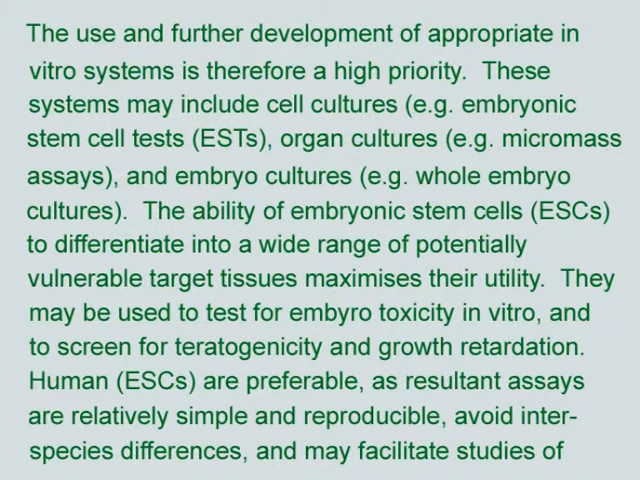 The use and further development of appropriate in
vitro systems is therefore a high priority.  These
systems may include cell cultures (e.g. embryonic
stem cell tests (ESTs), organ cultures (e.g. micromass
assays), and embryo cultures (e.g. whole embryo
cultures).  The ability of embryonic stem cells (ESCs)
to differentiate into a wide range of potentially
vulnerable target tissues maximises their utility.  They
may be used to test for embyro toxicity in vitro, and
to screen for teratogenicity and growth retardation.
Human (ESCs) are preferable, as resultant assays
are relatively simple and reproducible, avoid inter-
species differences, and may facilitate studies of